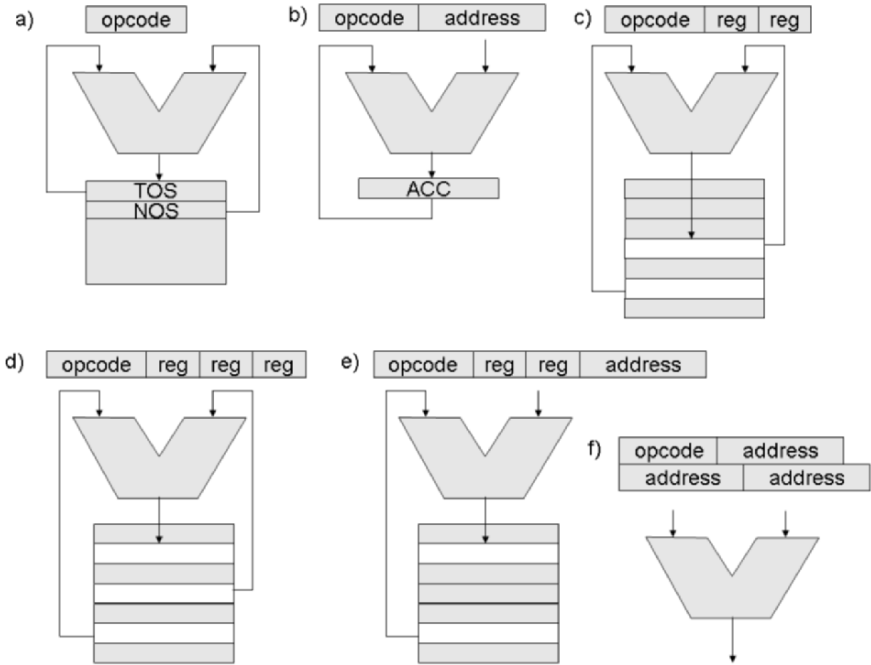 a)
opcode
TOS
NOS
b)
opcode address
ACC
c)
opcode reg reg
d)
opcode reg reg reg
e)
opcode reg reg address
f)
opcode address
address address